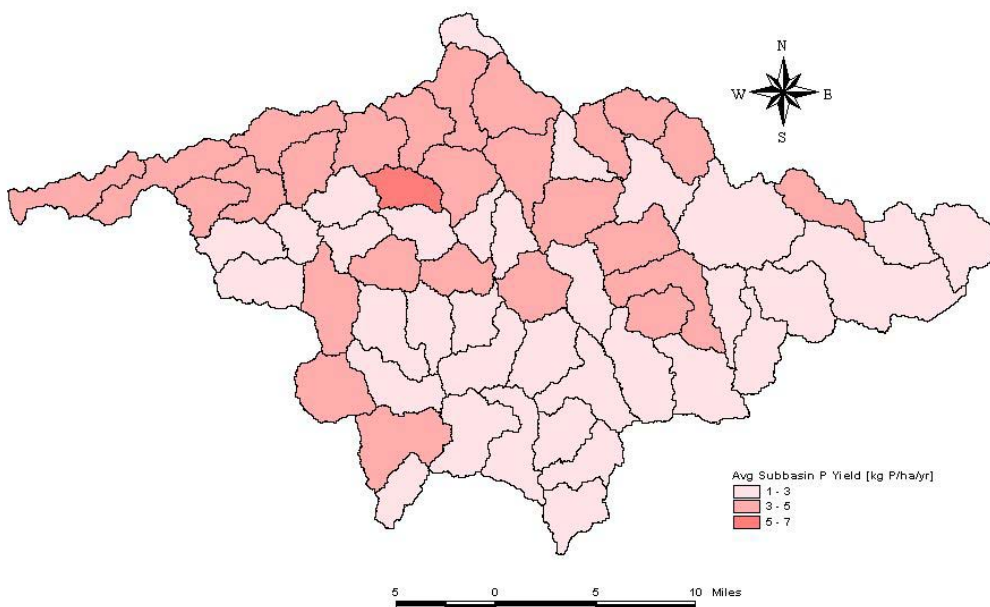 N
W E
S
Avg Subbasin P Yield [kg P/ha/yr]
1 - 3
3 - 5
5 - 7
5 0 5 10 Miles